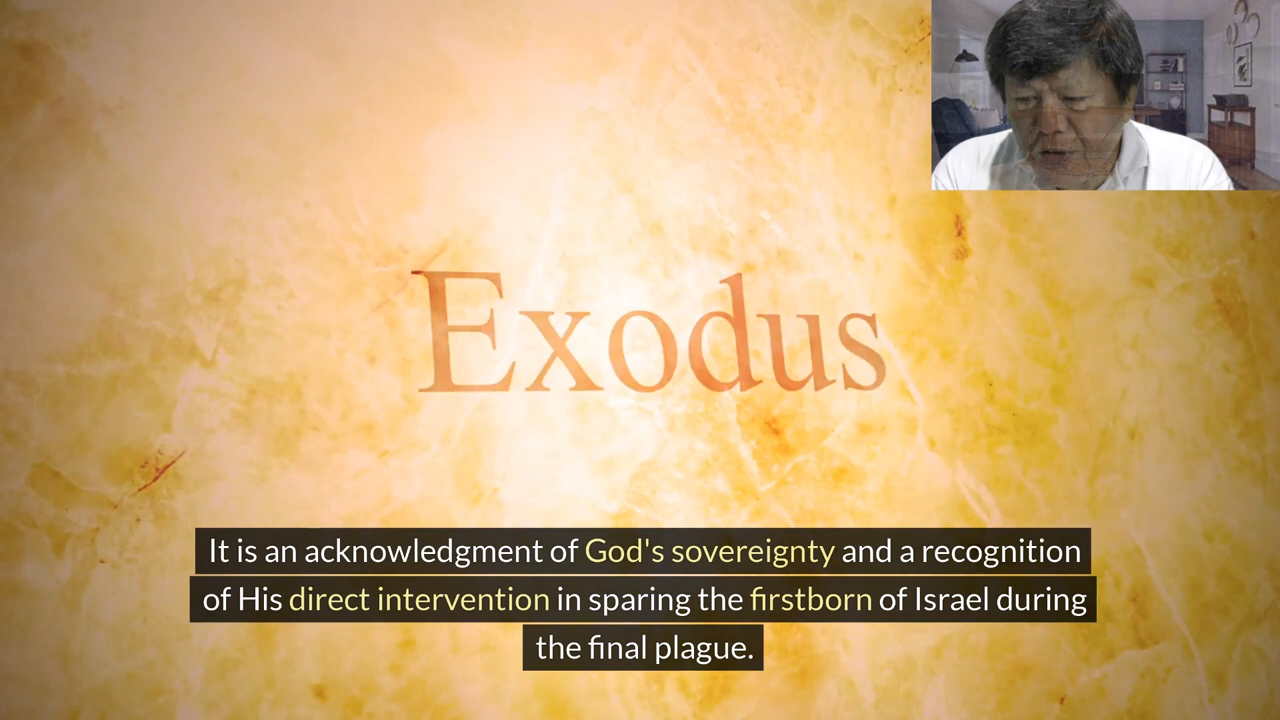 Exodus
It is an acknowledgment of God's sovereignty and a recognition
of His direct intervention in sparing the firstborn of Israel during
the final plague.